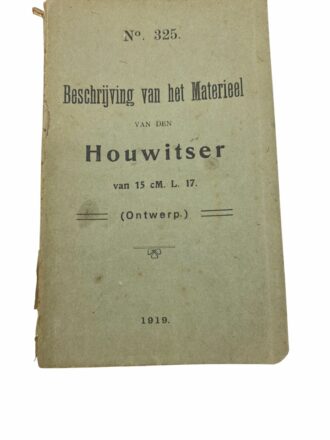 No. 325.
Beschrijving van het Materieel
VAN DEN
Houwitser
van 15 cM. L. 17.
(Ontwerp.)
1919.